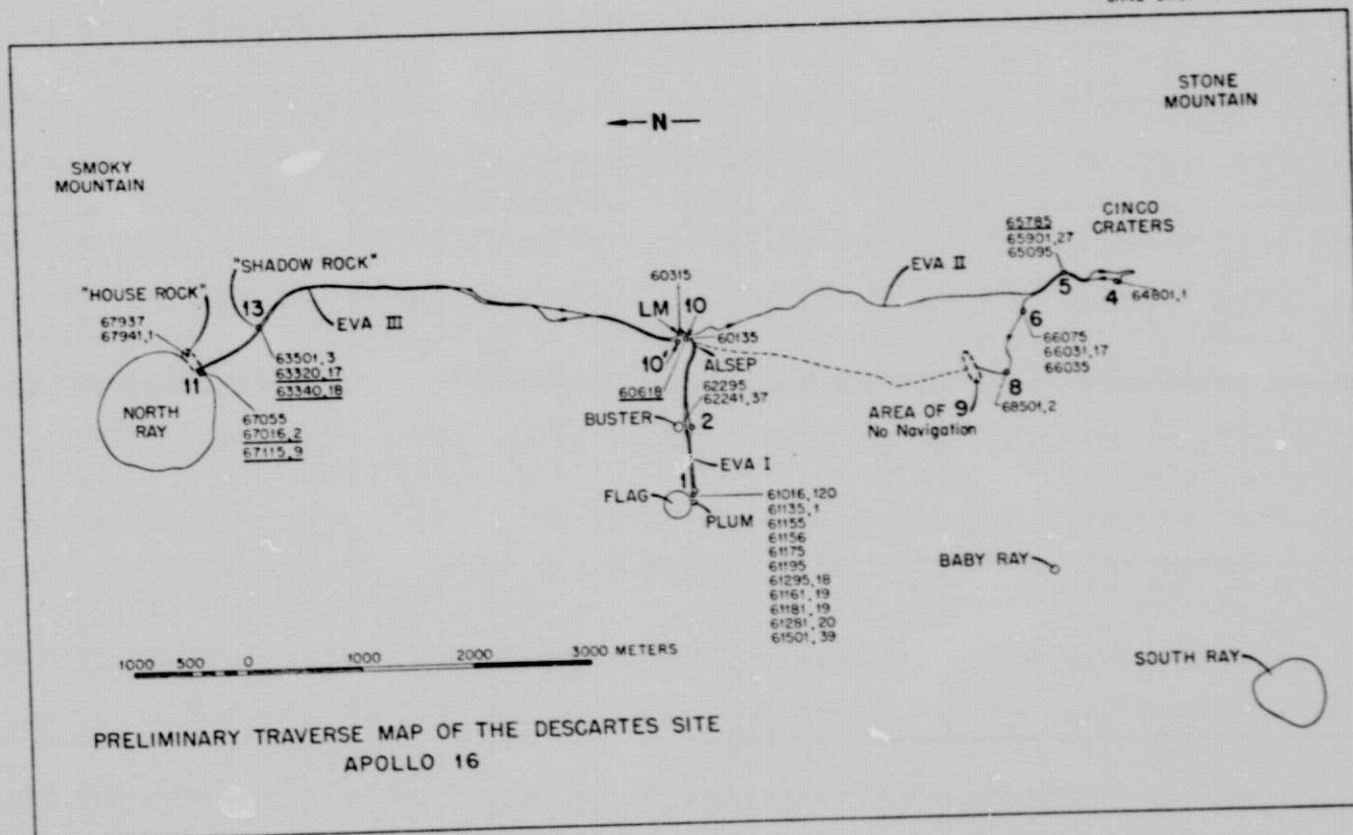 STONE
MOUNTAIN
N
SMOKY
MOUNTAIN
CINCO
CRATERS
65785
65901,27
65095
"SHADOW ROCK"
"HOUSE ROCK"
67937
67941,1
13
EVA III
60315
LM
10
60135
EVA II
5
4
64801,1
6
66075
66031,17
66035
10'
ALSEP
11
63501,3
63320,17
63340,18
60618
62295
62241,37
8
68501,2
AREA OF 9
No Navigation
NORTH
RAY
67055
67016,2
67115,9
BUSTER
2
EVA I
1
FLAG
PLUM
61016,120
61135,1
61155
61156
61175
61195
61295,18
61161,19
61181,19
61281,20
61501,39
BABY RAY
SOUTH RAY
1000 500 0 1000 2000 3000 METERS
PRELIMINARY TRAVERSE MAP OF THE DESCARTES SITE
APOLLO 16